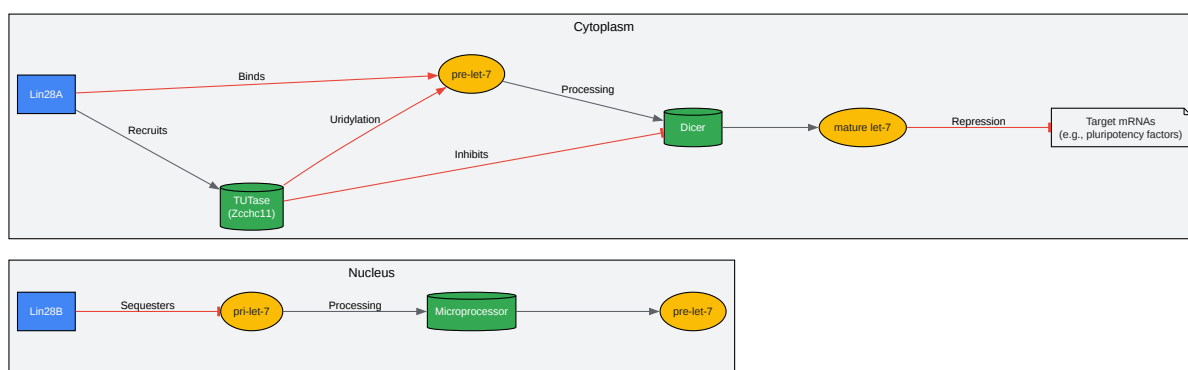 Cytoplasm
Lin28A
Binds
pre-let-7
Processing
Recruits
Uridylation
Dicer
mature let-7
Repression
Target mRNAs
(e.g., pluripotency factors)
Inhibits
TUTase
(Zcchc11)
Nucleus
Lin28B
Sequesters
pri-let-7
Processing
Microprocessor
pre-let-7